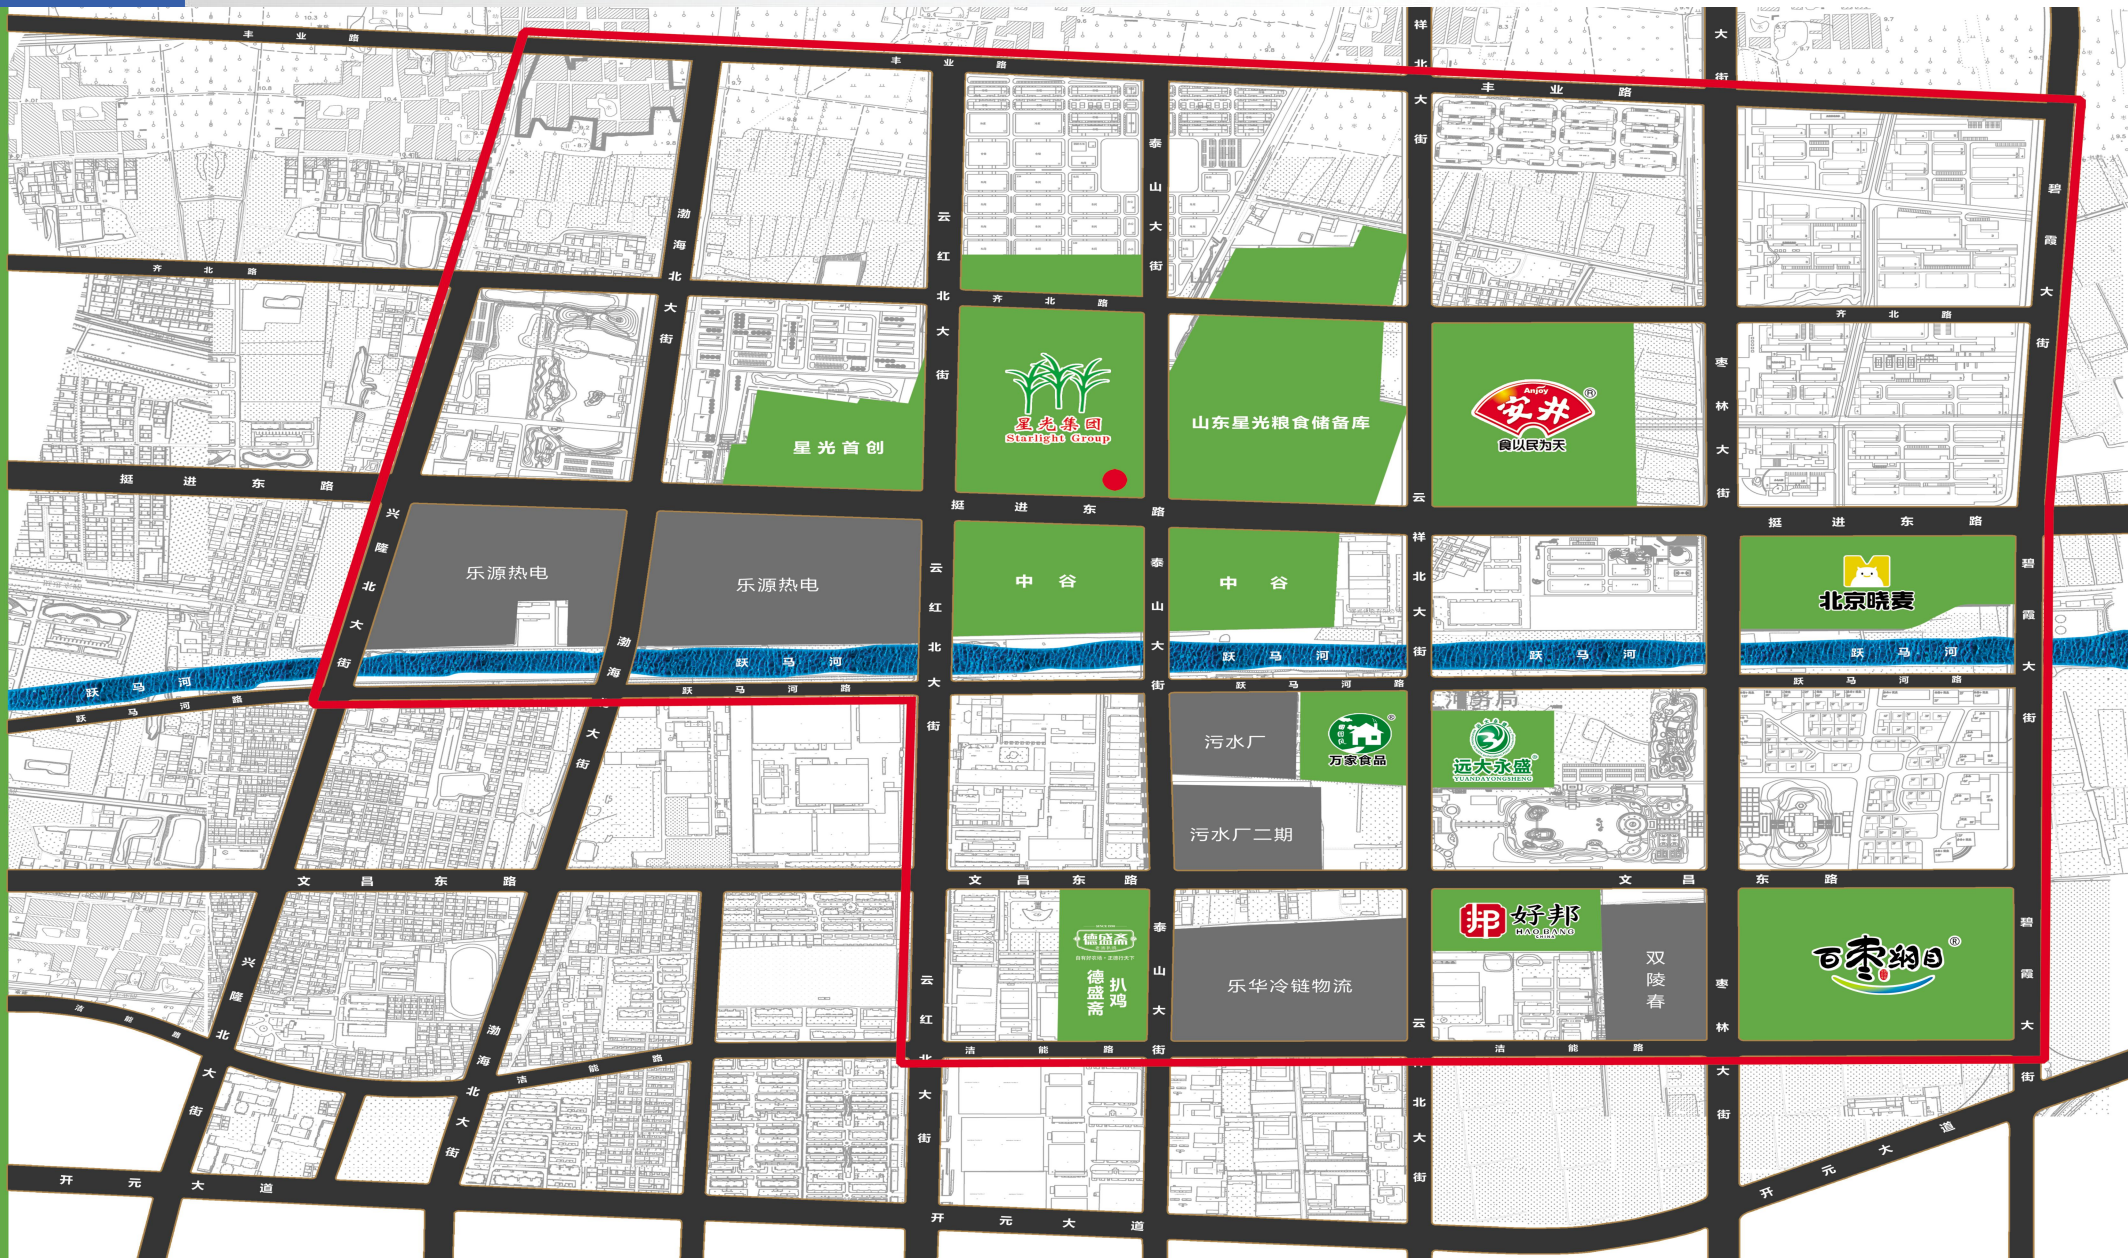 丰业路
丰业路
丰业路
祥北大街
大街
泰山大街
渤海北大街
云红北大街
碧霞大街
齐北路
齐北路
齐北路
枣林大街
星光集团
Starlight Group
星光首创
山东星光粮食储备库
Anjoy
安井
®
食以民为天
挺进东路
挺进东路
挺进东路
云
祥北大街
兴隆北大街
乐源热电
乐源热电
云红北大街
中谷
泰山大街
中谷
北京晓麦
碧霞大街
渤海
大街
跃马河
跃马河
跃马河
跃马河
跃马河
跃马河路
跃马河路
跃马河路
跃马河路
污水厂
万家食品
®
远大永盛
YUANDAYONGSHENG
污水厂二期
文昌东路
文昌东路
文昌东路
德盛斋
德盛斋
扒鸡
泰山大街
邦
好邦
HAOBANG
CHINA
双陵春
百枣纲目
®
碧霞大街
乐华冷链物流
兴隆北大街
渤海北大街
云红北大街
云
北大街
枣林大街
洁能路
洁能路
洁能路
洁能路
开元大道
开元大道
开元大道